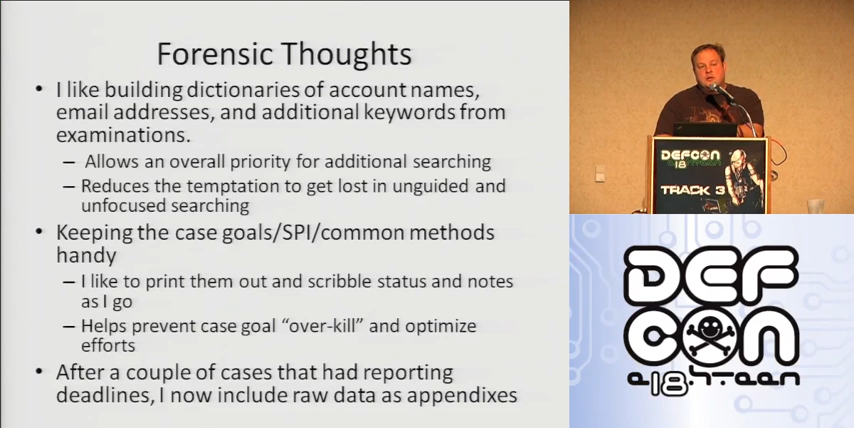 Forensic Thoughts
• I like building dictionaries of account names,
email addresses, and additional keywords from
examinations.
– Allows an overall priority for additional searching
– Reduces the temptation to get lost in unguided and
unfocused searching
• Keeping the case goals/SPI/common methods
handy
– I like to print them out and scribble status and notes
as I go
– Helps prevent case goal “over-kill” and optimize
efforts
• After a couple of cases that had reporting
deadlines, I now include raw data as appendixes
DEFCON
18
TRACK 3
DEF
CON
e18hteen